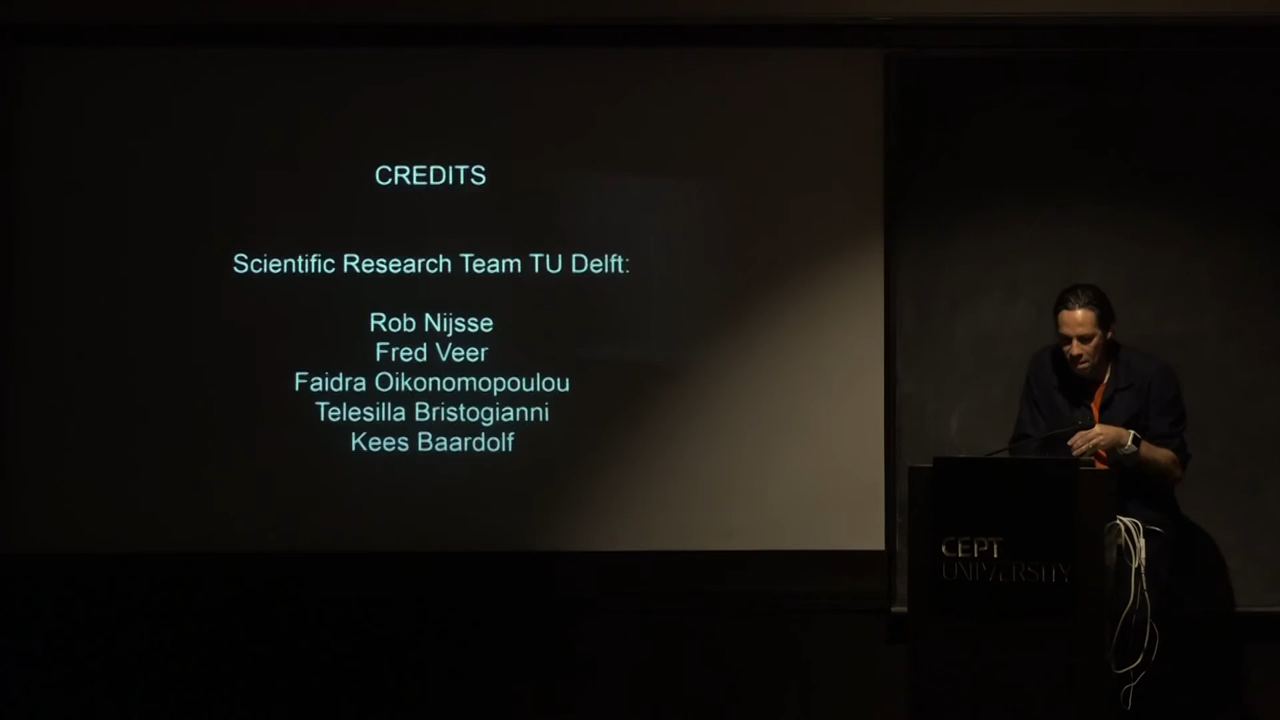 CREDITS
Scientific Research Team TU Delft:
Rob Nijsse
Fred Veer
Faidra Oikonomopoulou
Telesilla Bristogianni
Kees Baardolf
CEPT
UNIVERSITY